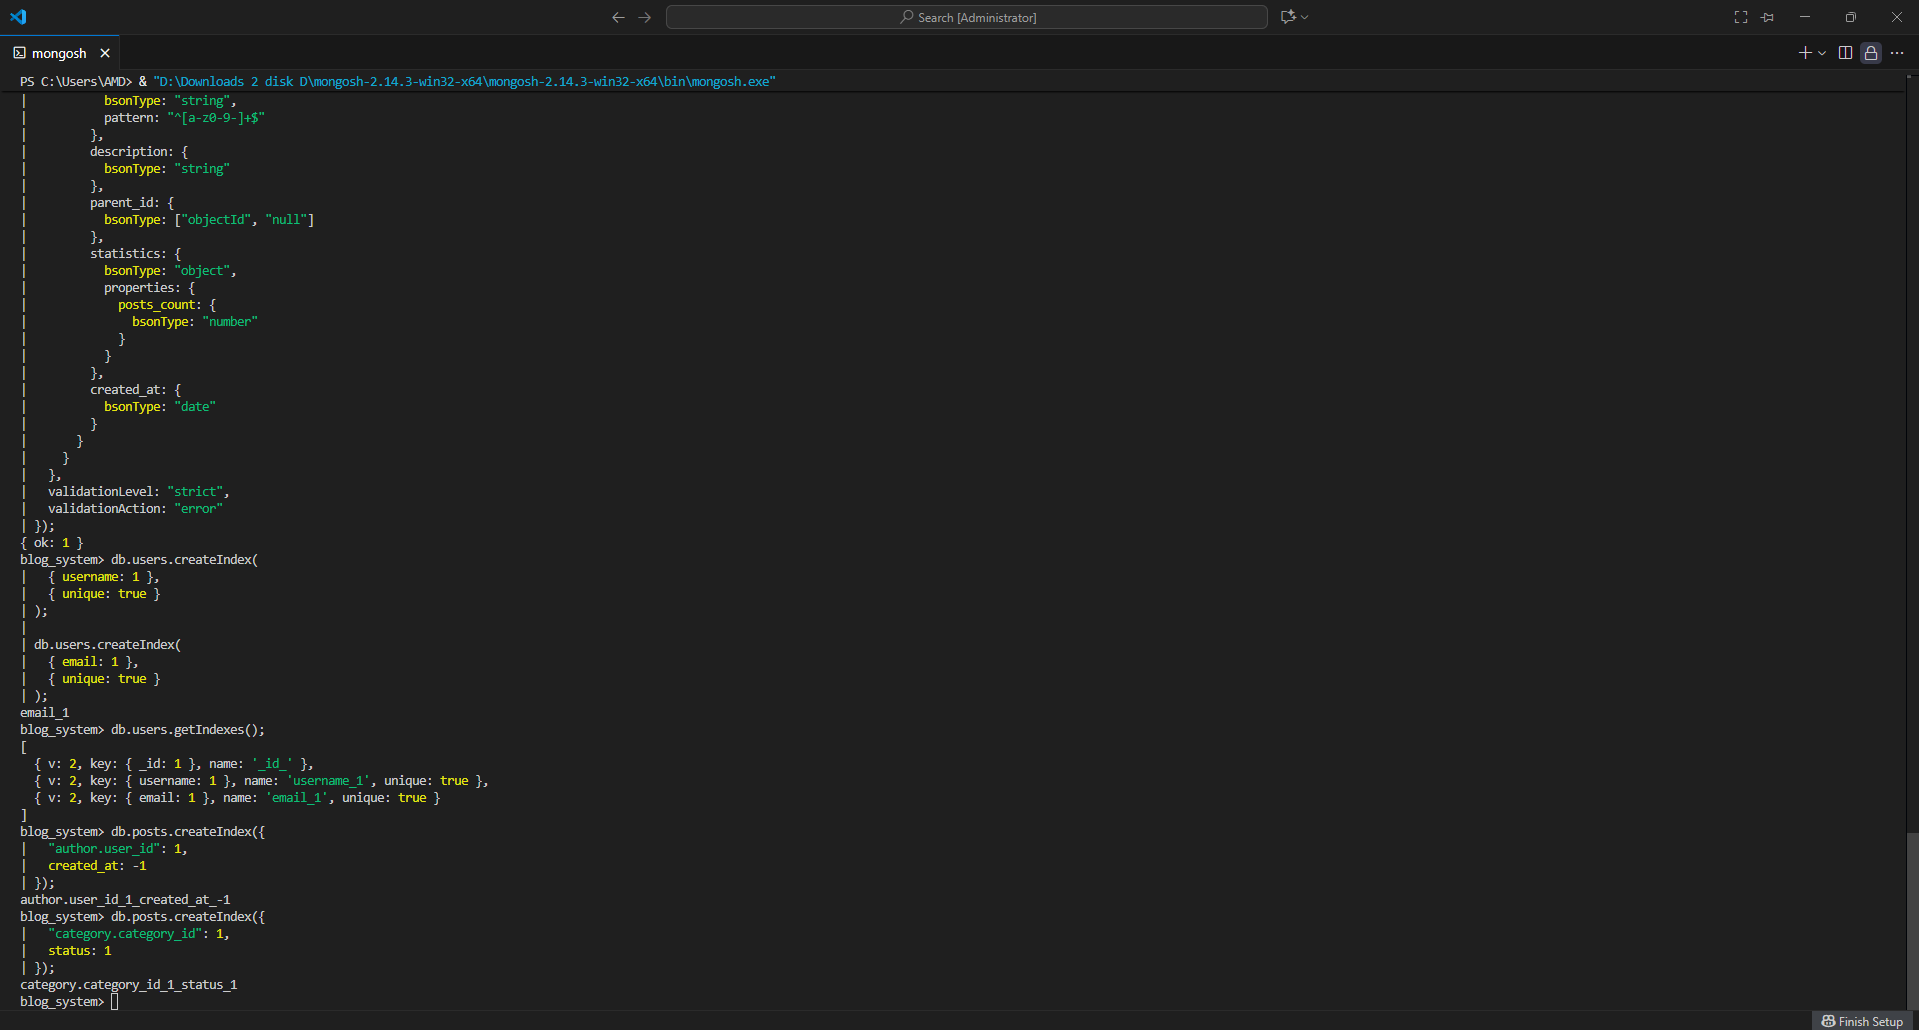 Search [Administrator]
mongosh
PS C:\Users\AMD> & "D:\Downloads 2 disk D\mongosh-2.14.3-win32-x64\mongosh-2.14.3-win32-x64\bin\mongosh.exe"
|           bsonType: "string",
|           pattern: "^[a-z0-9-]+$"
|         },
|         description: {
|           bsonType: "string"
|         },
|         parent_id: {
|           bsonType: ["objectId", "null"]
|         },
|         statistics: {
|           bsonType: "object",
|           properties: {
|             posts_count: {
|               bsonType: "number"
|             }
|           }
|         },
|         created_at: {
|           bsonType: "date"
|         }
|       }
|     }
|   },
|   validationLevel: "strict",
|   validationAction: "error"
| });
{ ok: 1 }
blog_system> db.users.createIndex(
|   { username: 1 },
|   { unique: true }
| );
|
| db.users.createIndex(
|   { email: 1 },
|   { unique: true }
| );
email_1
blog_system> db.users.getIndexes();
[
  { v: 2, key: { _id: 1 }, name: '_id_' },
  { v: 2, key: { username: 1 }, name: 'username_1', unique: true },
  { v: 2, key: { email: 1 }, name: 'email_1', unique: true }
]
blog_system> db.posts.createIndex({
|   "author.user_id": 1,
|   created_at: -1
| });
author.user_id_1_created_at_-1
blog_system> db.posts.createIndex({
|   "category.category_id": 1,
|   status: 1
| });
category.category_id_1_status_1
blog_system>
Finish Setup